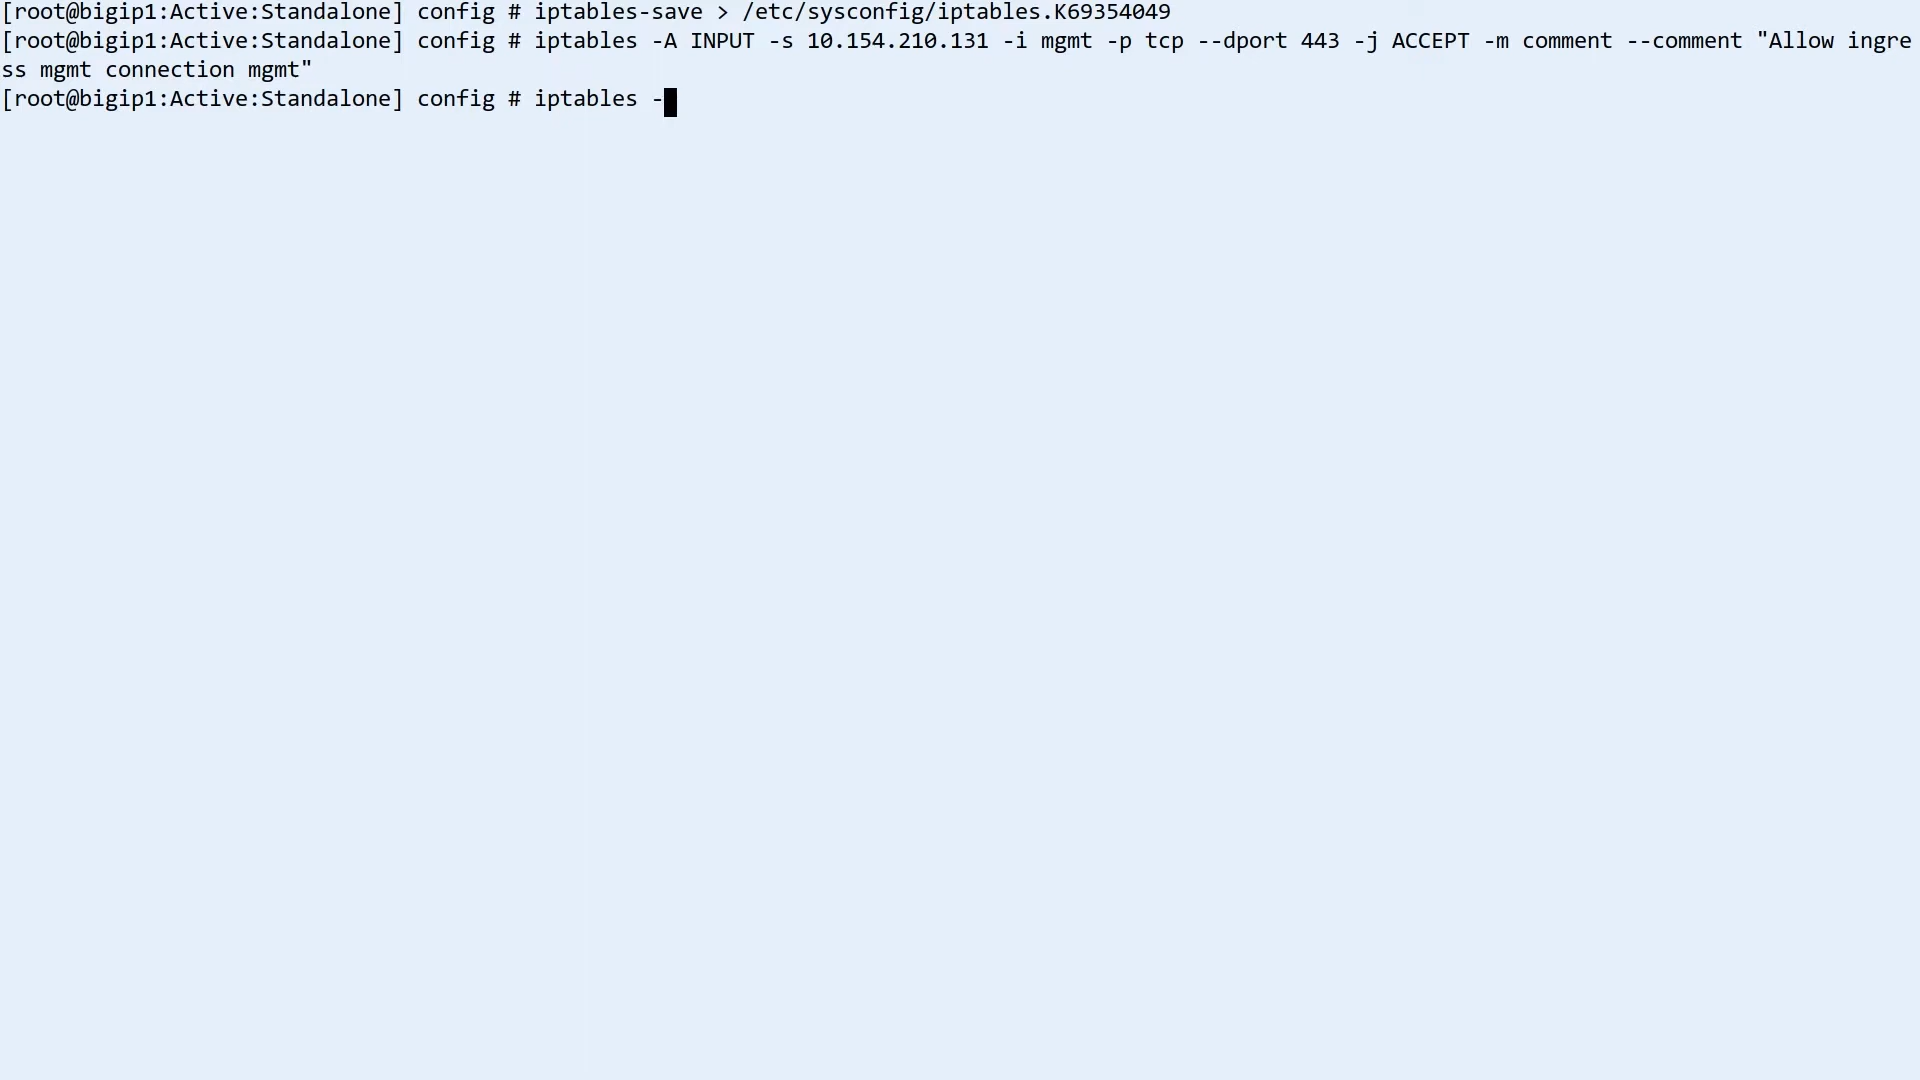 [root@bigip1:Active:Standalone] config # iptables-save > /etc/sysconfig/iptables.K69354049
[root@bigip1:Active:Standalone] config # iptables -A INPUT -s 10.154.210.131 -i mgmt -p tcp --dport 443 -j ACCEPT -m comment --comment "Allow ingre
ss mgmt connection mgmt"
[root@bigip1:Active:Standalone] config # iptables -